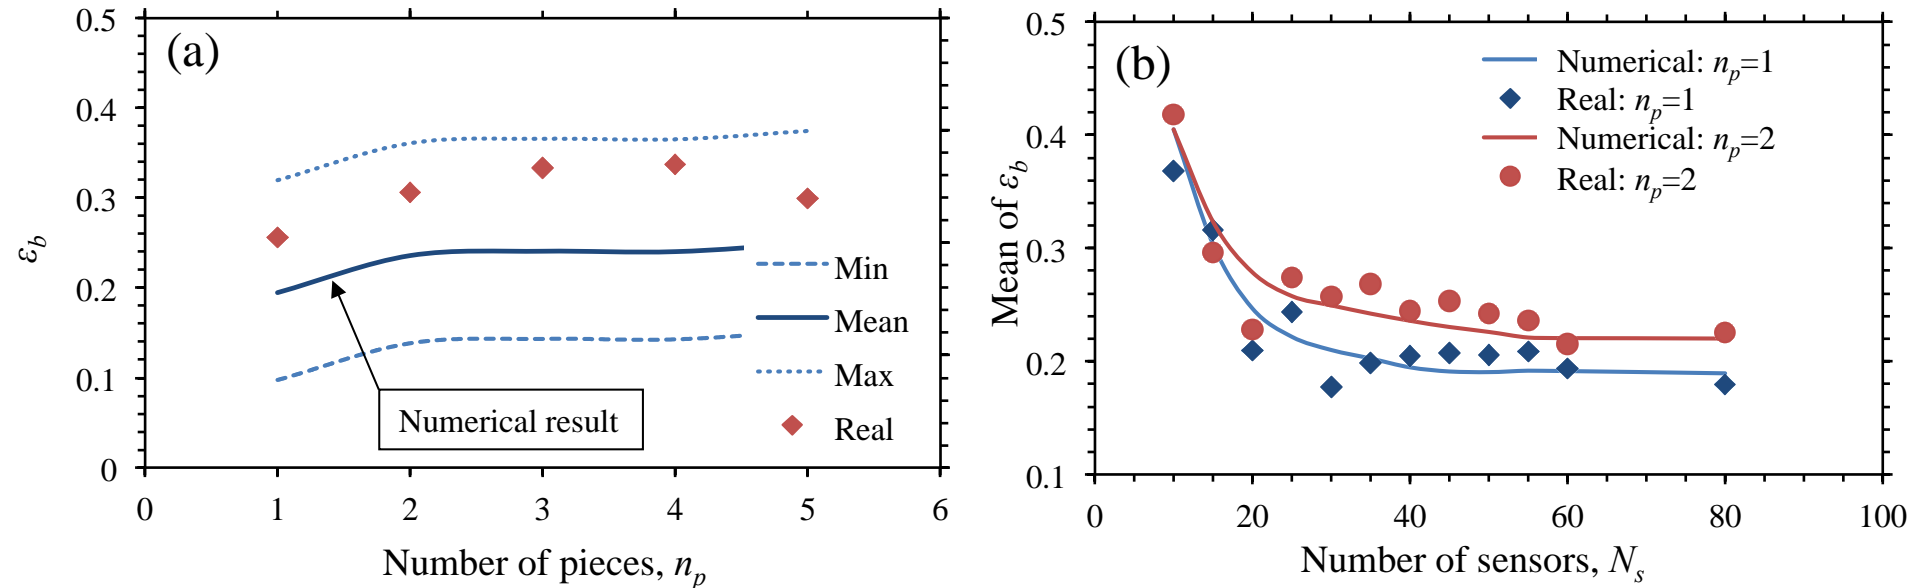 (a)
0.5
0.4
0.3
0.2
0.1
0
ε_b
0 1 2 3 4 5 6
Number of pieces, n_p
Numerical result
Min
Mean
Max
Real
(b)
0.5
0.4
0.3
0.2
0.1
Mean of ε_b
0 20 40 60 80 100
Number of sensors, N_s
Numerical: n_p=1
Real: n_p=1
Numerical: n_p=2
Real: n_p=2